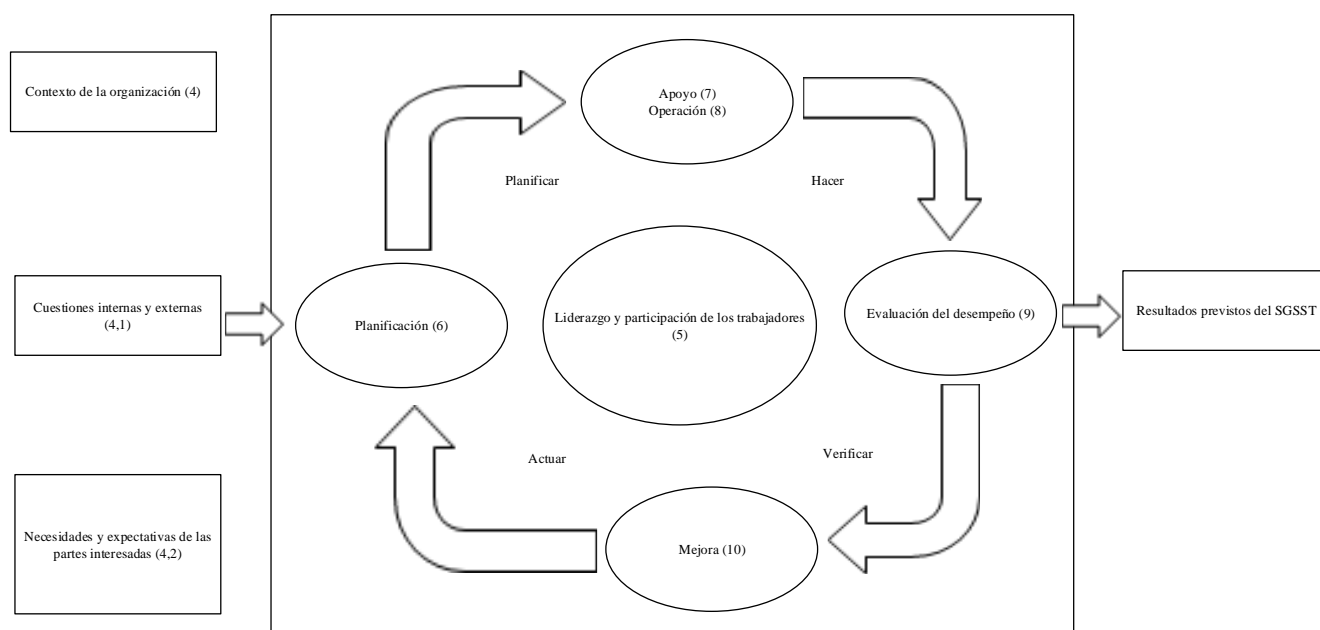 Contexto de la organización (4)
Apoyo (7)
Operación (8)
Planificar
Hacer
Cuestiones internas y externas
(4,1)
Planificación (6)
Liderazgo y participación de los trabajadores
(5)
Evaluación del desempeño (9)
Resultados previstos del SGSST
Actuar
Verificar
Necesidades y expectativas de las
partes interesadas (4,2)
Mejora (10)